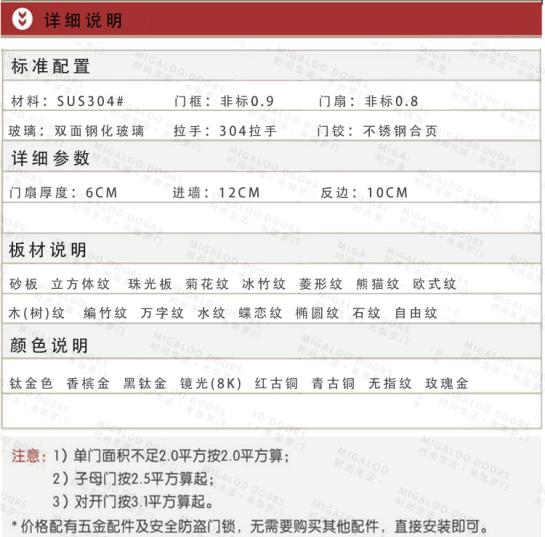 详细说明
标准配置
材料：SUS304# 门框：非标0.9 门扇：非标0.8
玻璃：双面钢化玻璃 拉手：304拉手 门铰：不锈钢合页
详细参数
门扇厚度：6CM 进墙：12CM 反边：10CM
板材说明
砂板 立方体纹 珠光板 菊花纹 冰竹纹 菱形纹 熊猫纹 欧式纹
木(树)纹 编竹纹 万字纹 水纹 蝶恋纹 椭圆纹 石纹 自由纹
颜色说明
钛金色 香槟金 黑钛金 镜光(8K) 红古铜 青古铜 无指纹 玫瑰金
注意：1）单门面积不足2.0平方按2.0平方算；
2）子母门按2.5平方算起；
3）对开门按3.1平方算起。
*价格配有五金配件及安全防盗门锁，无需要购买其他配件，直接安装即可。
MIGALOO DOORS
时尚生活·米伽罗门